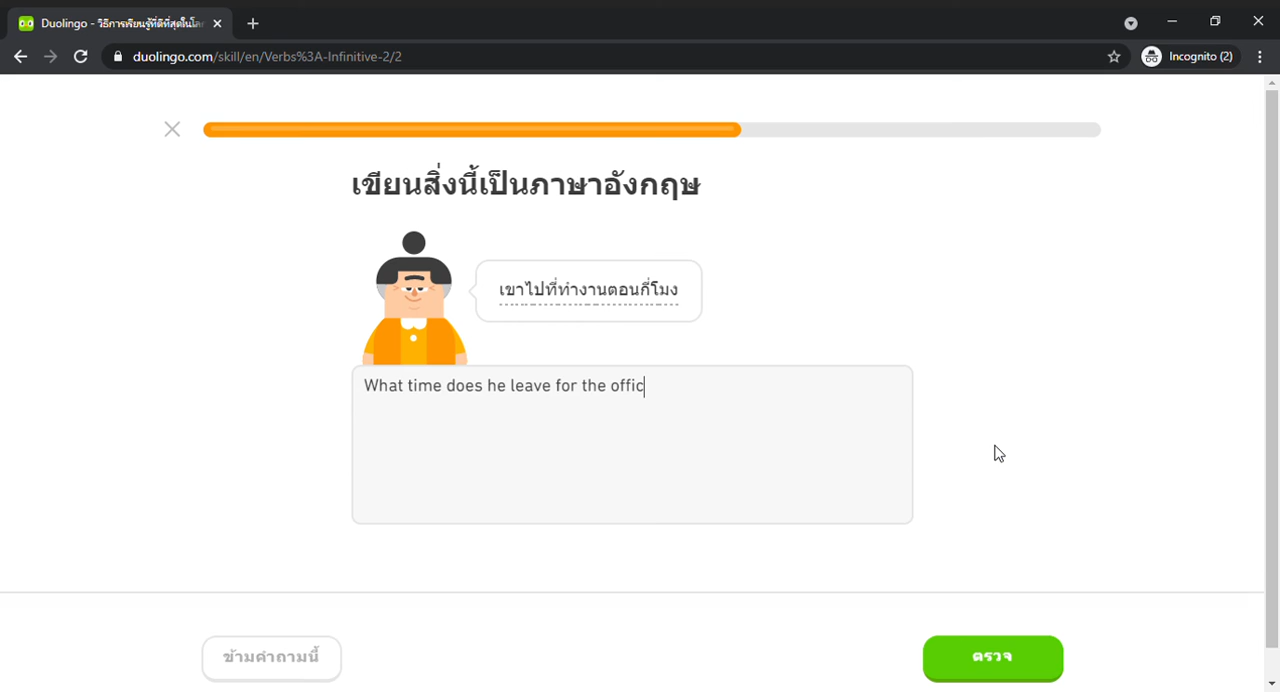 Duolingo - วิธีการเรียนรู้ที่ดีที่สุดในโลก
duolingo.com/skill/en/Verbs%3A-Infinitive-2/2
Incognito (2)
เขียนสิ่งนี้เป็นภาษาอังกฤษ
เขาไปที่ทำงานตอนกี่โมง
What time does he leave for the offic
ข้ามคำถามนี้
ตรวจ